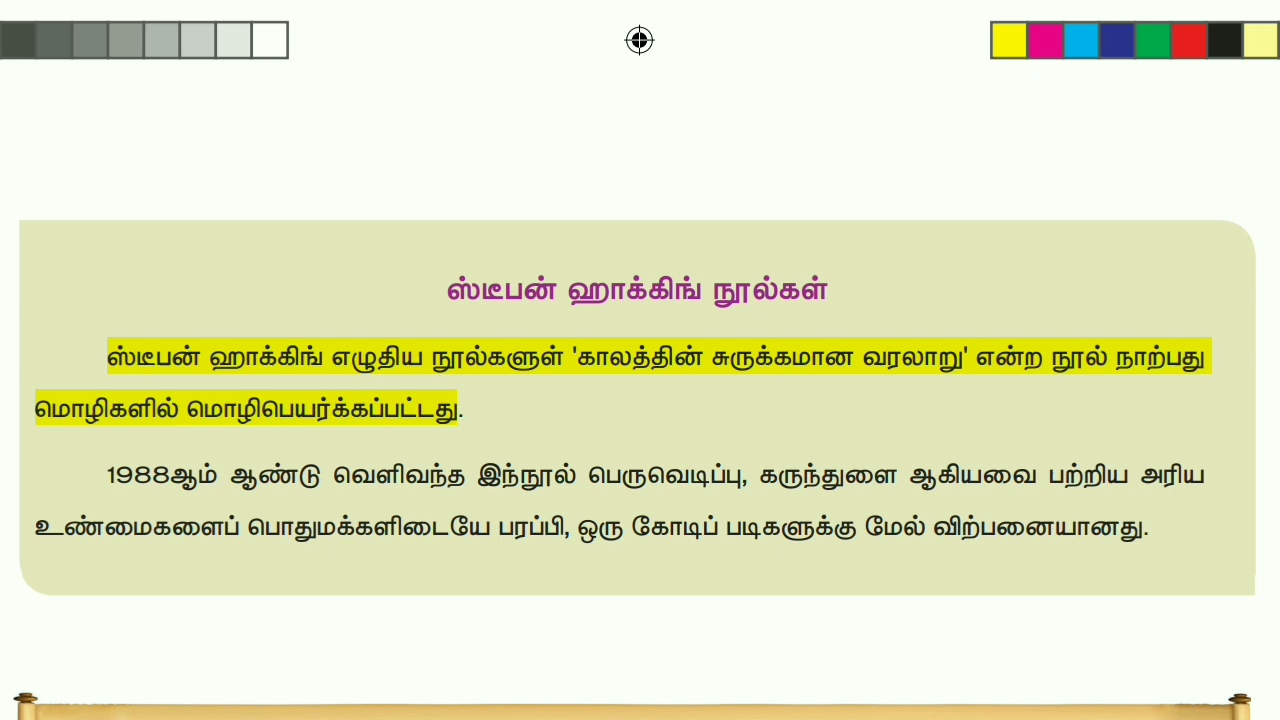 ஸ்டீபன் ஹாக்கிங் நூல்கள்
ஸ்டீபன் ஹாக்கிங் எழுதிய நூல்களுள் 'காலத்தின் சுருக்கமான வரலாறு' என்ற நூல் நாற்பது
மொழிகளில் மொழிபெயர்க்கப்பட்டது.
1988ஆம் ஆண்டு வெளிவந்த இந்நூல் பெருவெடிப்பு, கருந்துளை ஆகியவை பற்றிய அரிய
உண்மைகளைப் பொதுமக்களிடையே பரப்பி, ஒரு கோடிப் படிகளுக்கு மேல் விற்பனையானது.